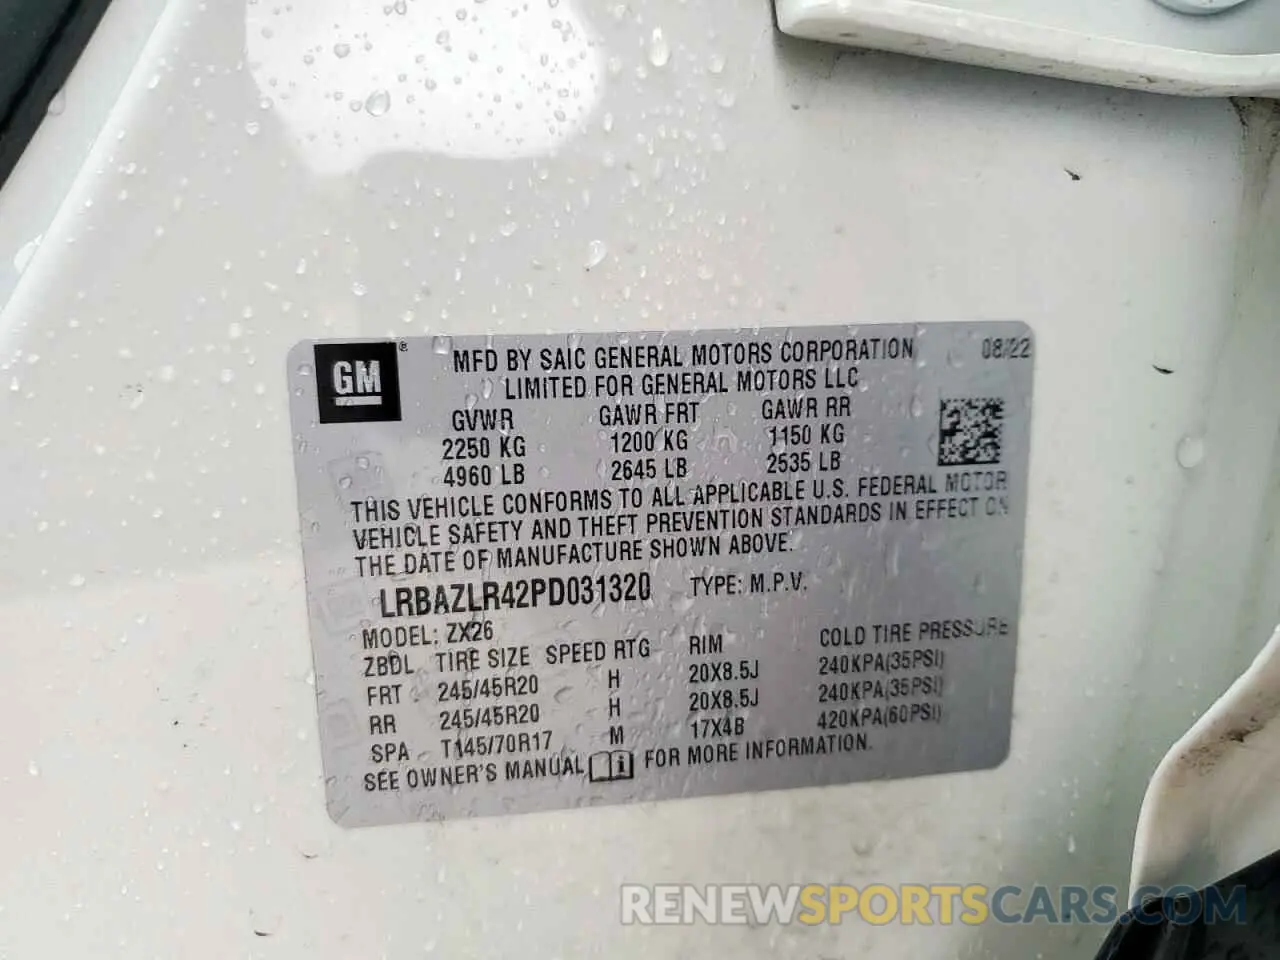 GM ® MFD BY SAIC GENERAL MOTORS CORPORATION 08/22
LIMITED FOR GENERAL MOTORS LLC
GVWR GAWR FRT GAWR RR
2250 KG 1200 KG 1150 KG
4960 LB 2645 LB 2535 LB
THIS VEHICLE CONFORMS TO ALL APPLICABLE U.S. FEDERAL MOTOR
VEHICLE SAFETY AND THEFT PREVENTION STANDARDS IN EFFECT ON
THE DATE OF MANUFACTURE SHOWN ABOVE.
LRBAZLR42PD031320 TYPE: M.P.V.
MODEL: ZX26
ZBDL TIRE SIZE SPEED RTG RIM COLD TIRE PRESSURE
FRT 245/45R20 H 20X8.5J 240KPA(35PSI)
RR 245/45R20 H 20X8.5J 240KPA(35PSI)
SPA T145/70R17 M 17X4B 420KPA(60PSI)
SEE OWNER'S MANUAL i FOR MORE INFORMATION.
RENEWSPORTSCARS.COM